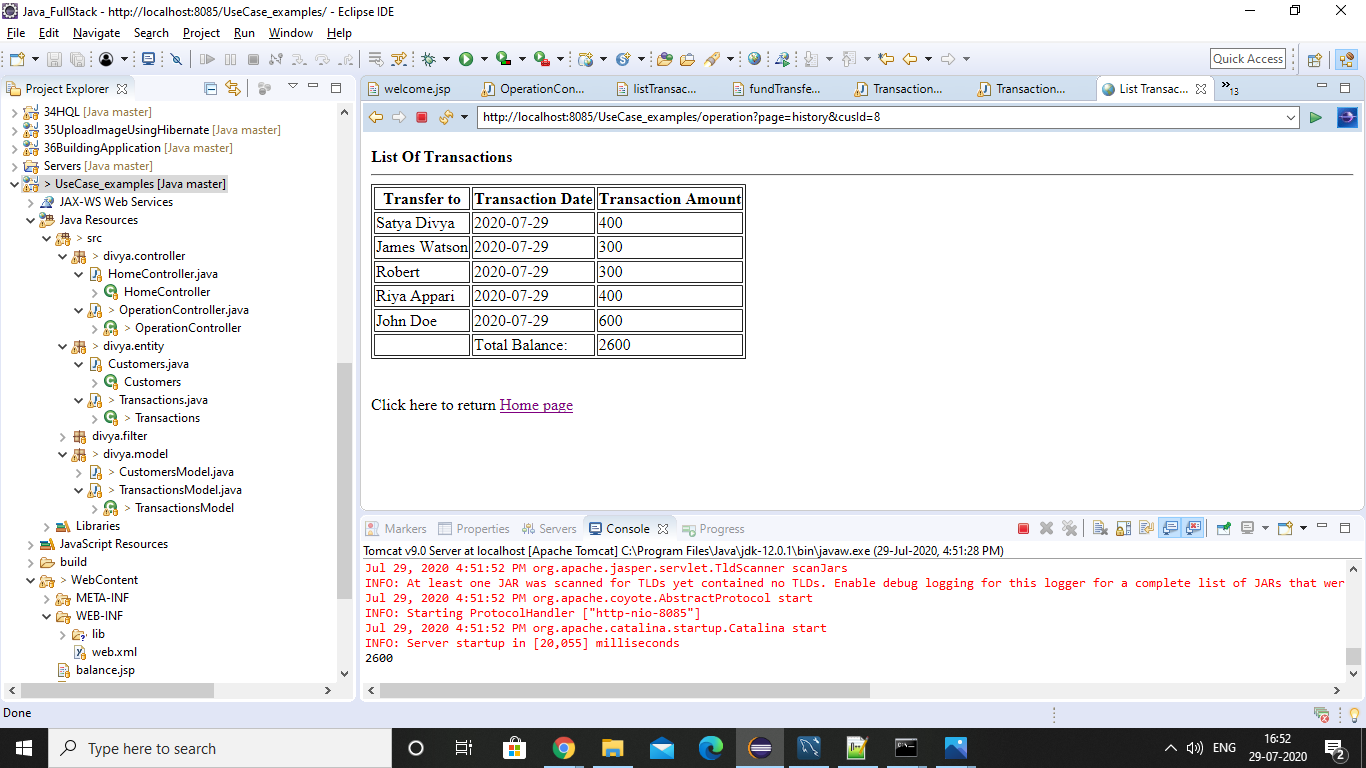 Java_FullStack - http://localhost:8085/UseCase_examples/ - Eclipse IDE
File Edit Navigate Search Project Run Window Help
Quick Access
Project Explorer
34HQL [Java master]
35UploadImageUsingHibernate [Java master]
36BuildingApplication [Java master]
Servers [Java master]
> UseCase_examples [Java master]
JAX-WS Web Services
Java Resources
> src
> divya.controller
HomeController.java
HomeController
> OperationController.java
> OperationController
> divya.entity
Customers.java
Customers
> Transactions.java
> Transactions
divya.filter
> divya.model
> CustomersModel.java
> TransactionsModel.java
> TransactionsModel
Libraries
JavaScript Resources
build
> WebContent
META-INF
WEB-INF
lib
web.xml
balance.jsp
welcome.jsp OperationCon... listTransac... fundTransfe... Transaction... Transaction... List Transac... »13
http://localhost:8085/UseCase_examples/operation?page=history&cusId=8
List Of Transactions
Transfer to Transaction Date Transaction Amount
Satya Divya 2020-07-29 400
James Watson 2020-07-29 300
Robert 2020-07-29 300
Riya Appari 2020-07-29 400
John Doe 2020-07-29 600
Total Balance: 2600
Click here to return Home page
Markers Properties Servers Console Progress
Tomcat v9.0 Server at localhost [Apache Tomcat] C:\Program Files\Java\jdk-12.0.1\bin\javaw.exe (29-Jul-2020, 4:51:28 PM)
Jul 29, 2020 4:51:52 PM org.apache.jasper.servlet.TldScanner scanJars
INFO: At least one JAR was scanned for TLDs yet contained no TLDs. Enable debug logging for this logger for a complete list of JARs that wer
Jul 29, 2020 4:51:52 PM org.apache.coyote.AbstractProtocol start
INFO: Starting ProtocolHandler ["http-nio-8085"]
Jul 29, 2020 4:51:52 PM org.apache.catalina.startup.Catalina start
INFO: Server startup in [20,055] milliseconds
2600
Done
Type here to search
ENG
16:52
29-07-2020
2